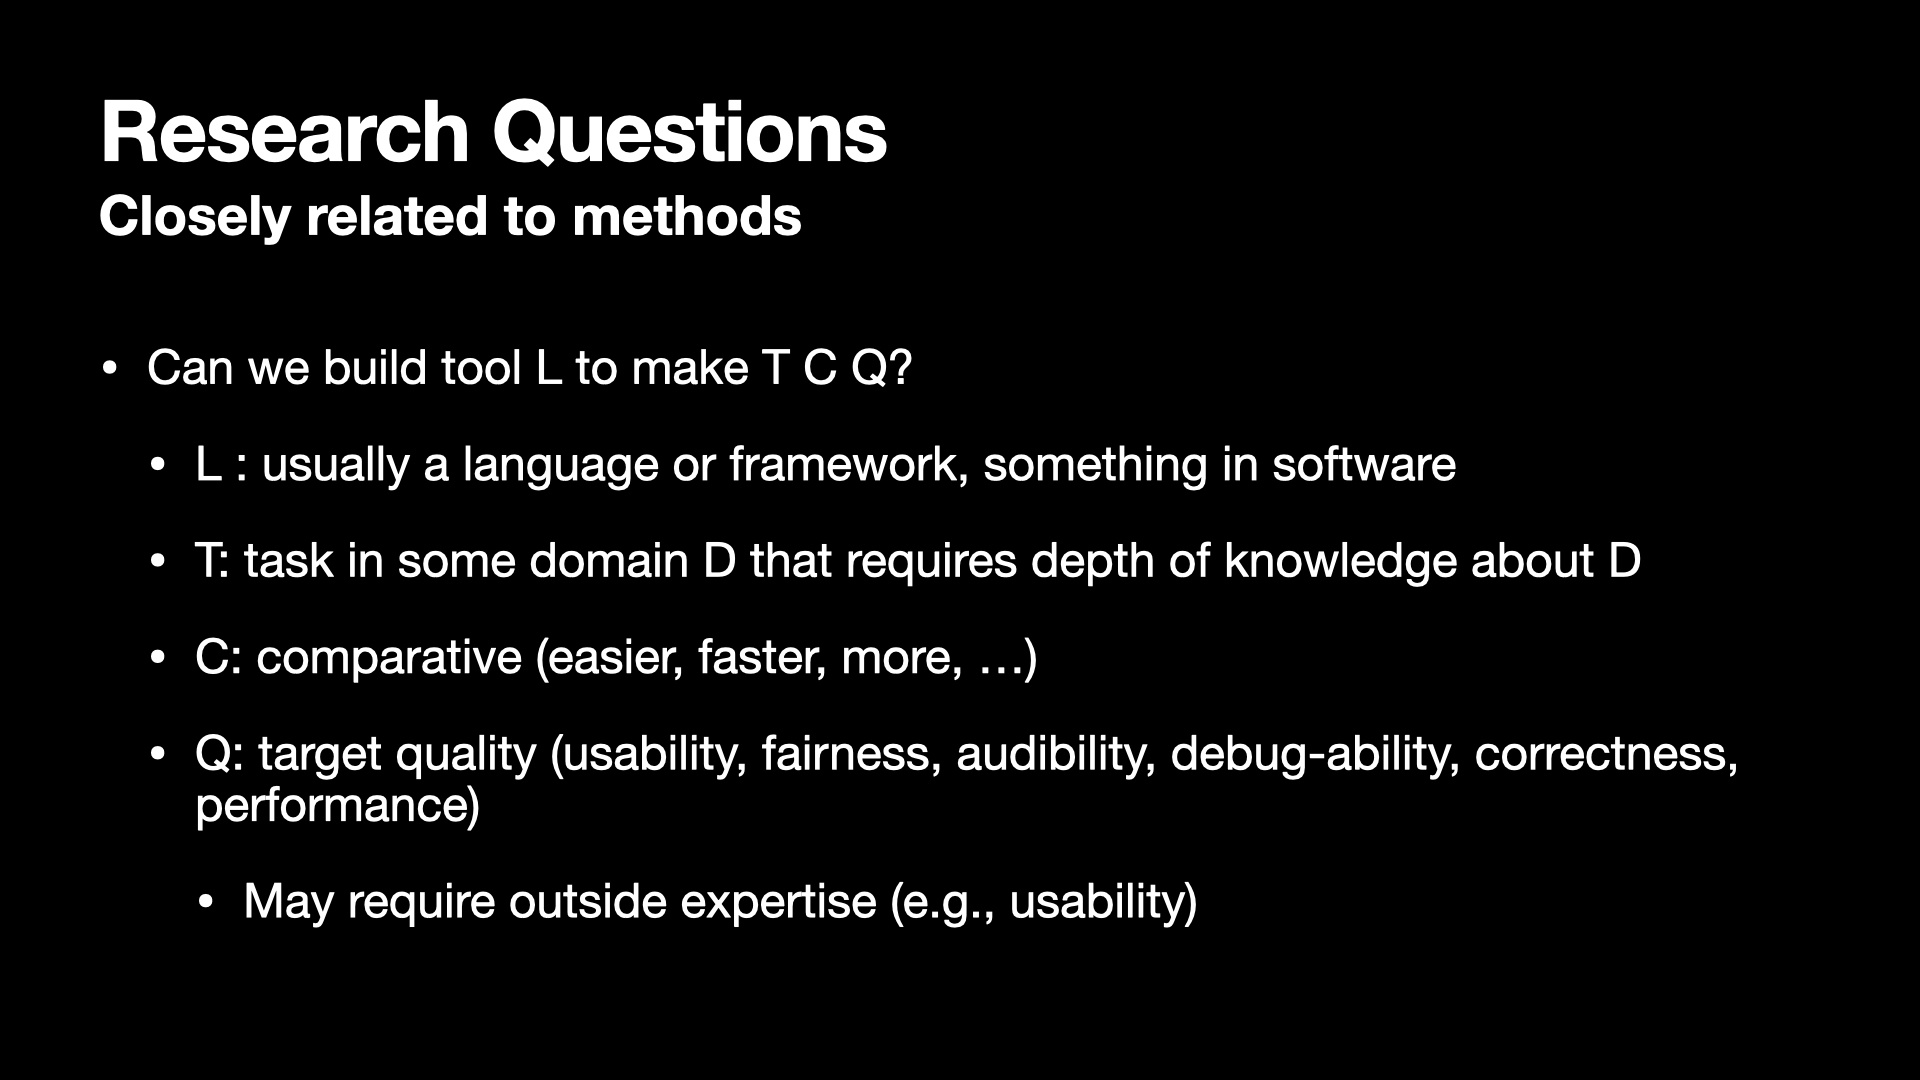 Research Questions
Closely related to methods
• Can we build tool L to make T C Q?
• L : usually a language or framework, something in software
• T: task in some domain D that requires depth of knowledge about D
• C: comparative (easier, faster, more, …)
• Q: target quality (usability, fairness, audibility, debug-ability, correctness,
performance)
• May require outside expertise (e.g., usability)